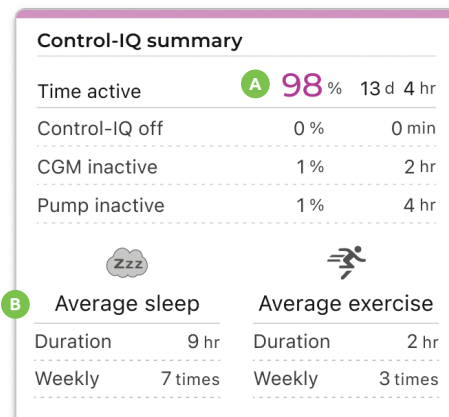 Control-IQ summary
Time active A 98 % 13 d 4 hr
Control-IQ off 0 % 0 min
CGM inactive 1 % 2 hr
Pump inactive 1 % 4 hr
Zzz
B Average sleep Average exercise
Duration 9 hr Duration 2 hr
Weekly 7 times Weekly 3 times